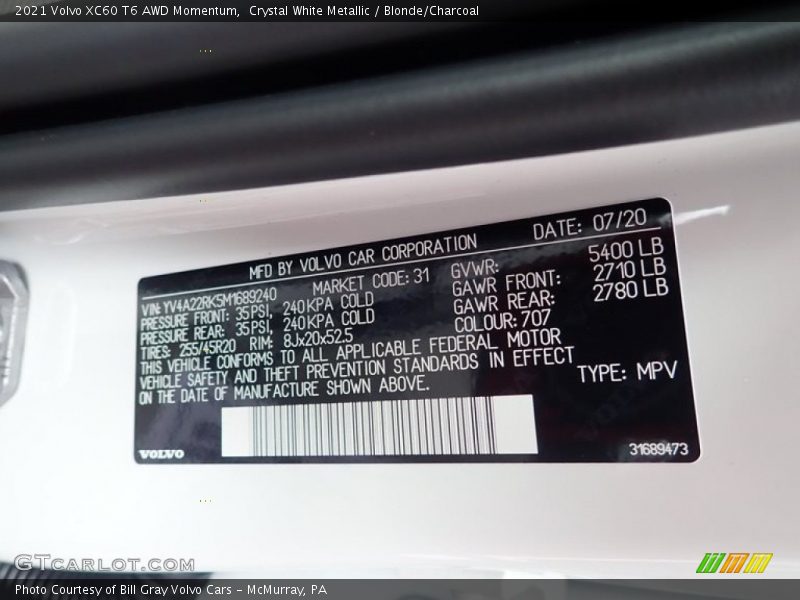 2021 Volvo XC60 T6 AWD Momentum,  Crystal White Metallic / Blonde/Charcoal
MFD BY VOLVO CAR CORPORATION DATE: 07/20
VIN: YV4A22RK5M1689240 MARKET CODE: 31 GVWR: 5400 LB
PRESSURE FRONT: 35PSI, 240KPA COLD GAWR FRONT: 2710 LB
PRESSURE REAR: 35PSI, 240KPA COLD GAWR REAR: 2780 LB
TIRES: 255/45R20 RIM: 8Jx20x52.5 COLOUR: 707
THIS VEHICLE CONFORMS TO ALL APPLICABLE FEDERAL MOTOR
VEHICLE SAFETY AND THEFT PREVENTION STANDARDS IN EFFECT
ON THE DATE OF MANUFACTURE SHOWN ABOVE. TYPE: MPV
VOLVO 31689473
GTCARLOT.COM
Photo Courtesy of Bill Gray Volvo Cars - McMurray, PA